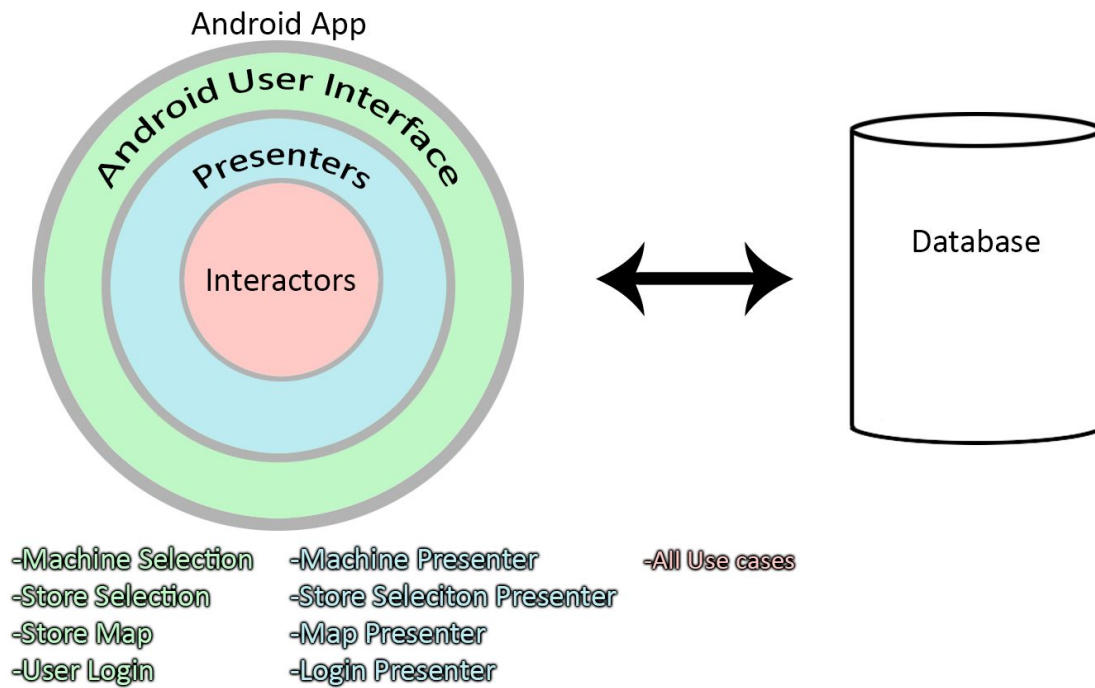 Android App
Android User Interface
Presenters
Interactors
Database
-Machine Selection
-Store Selection
-Store Map
-User Login
-Machine Presenter
-Store Seleciton Presenter
-Map Presenter
-Login Presenter
-All Use cases